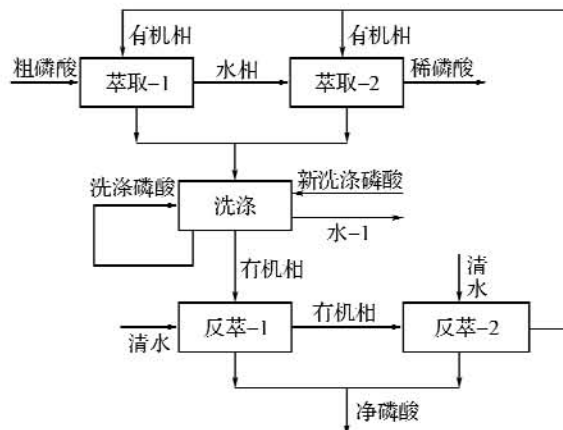 有机相
有机相
粗磷酸
萃取-1
水相
萃取-2
稀磷酸
洗涤磷酸
洗涤
新洗涤磷酸
水-1
有机相
清水
清水
反萃-1
有机相
反萃-2
净磷酸